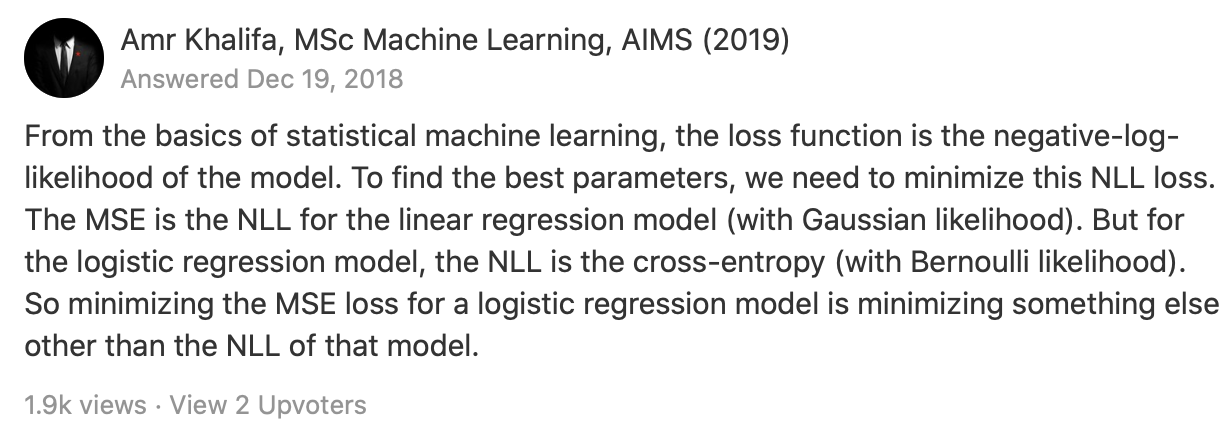 Amr Khalifa, MSc Machine Learning, AIMS (2019)
Answered Dec 19, 2018
From the basics of statistical machine learning, the loss function is the negative-log-
likelihood of the model. To find the best parameters, we need to minimize this NLL loss.
The MSE is the NLL for the linear regression model (with Gaussian likelihood). But for
the logistic regression model, the NLL is the cross-entropy (with Bernoulli likelihood).
So minimizing the MSE loss for a logistic regression model is minimizing something else
other than the NLL of that model.
1.9k views · View 2 Upvoters